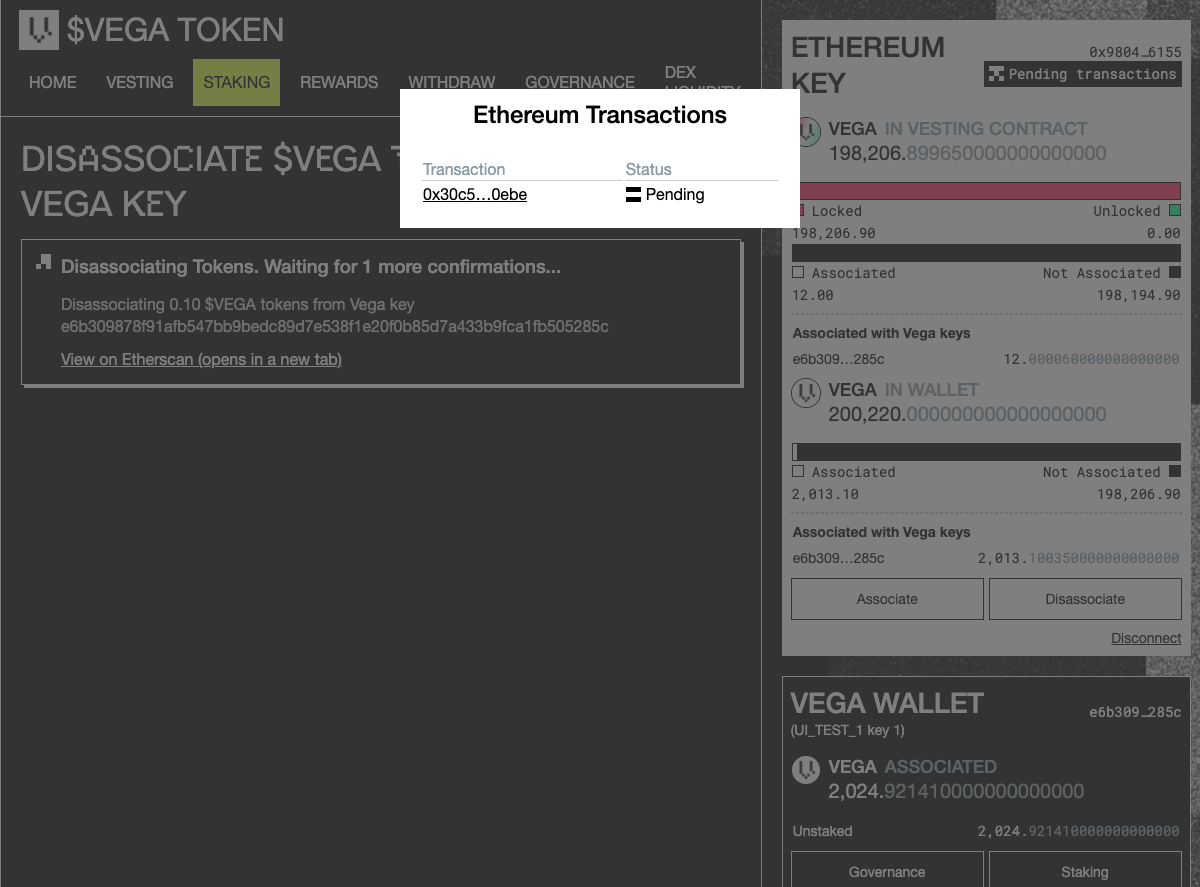 $VEGA TOKEN
HOME VESTING STAKING REWARDS WITHDRAW GOVERNANCE DEX LIQUIDITY
DISASSOCIATE $VEGA
VEGA KEY
Disassociating Tokens. Waiting for 1 more confirmations...
Disassociating 0.10 $VEGA tokens from Vega key
e6b309878f91afb547bb9bedc89d7e538f1e20f0b85d7a433b9fca1fb505285c
View on Etherscan (opens in a new tab)
Ethereum Transactions
Transaction Status
0x30c5…0ebe Pending
ETHEREUM KEY
0x9804…6155
Pending transactions
VEGA IN VESTING CONTRACT
198,206.899650000000000000
Locked Unlocked
198,206.90 0.00
Associated Not Associated
12.00 198,194.90
Associated with Vega keys
e6b309…285c 12.000060000000000000
VEGA IN WALLET
200,220.000000000000000000
Associated Not Associated
2,013.10 198,206.90
Associated with Vega keys
e6b309…285c 2,013.100350000000000000
Associate Disassociate
Disconnect
VEGA WALLET e6b309…285c
(UI_TEST_1 key 1)
VEGA ASSOCIATED
2,024.921410000000000000
Unstaked 2,024.921410000000000000
Governance Staking